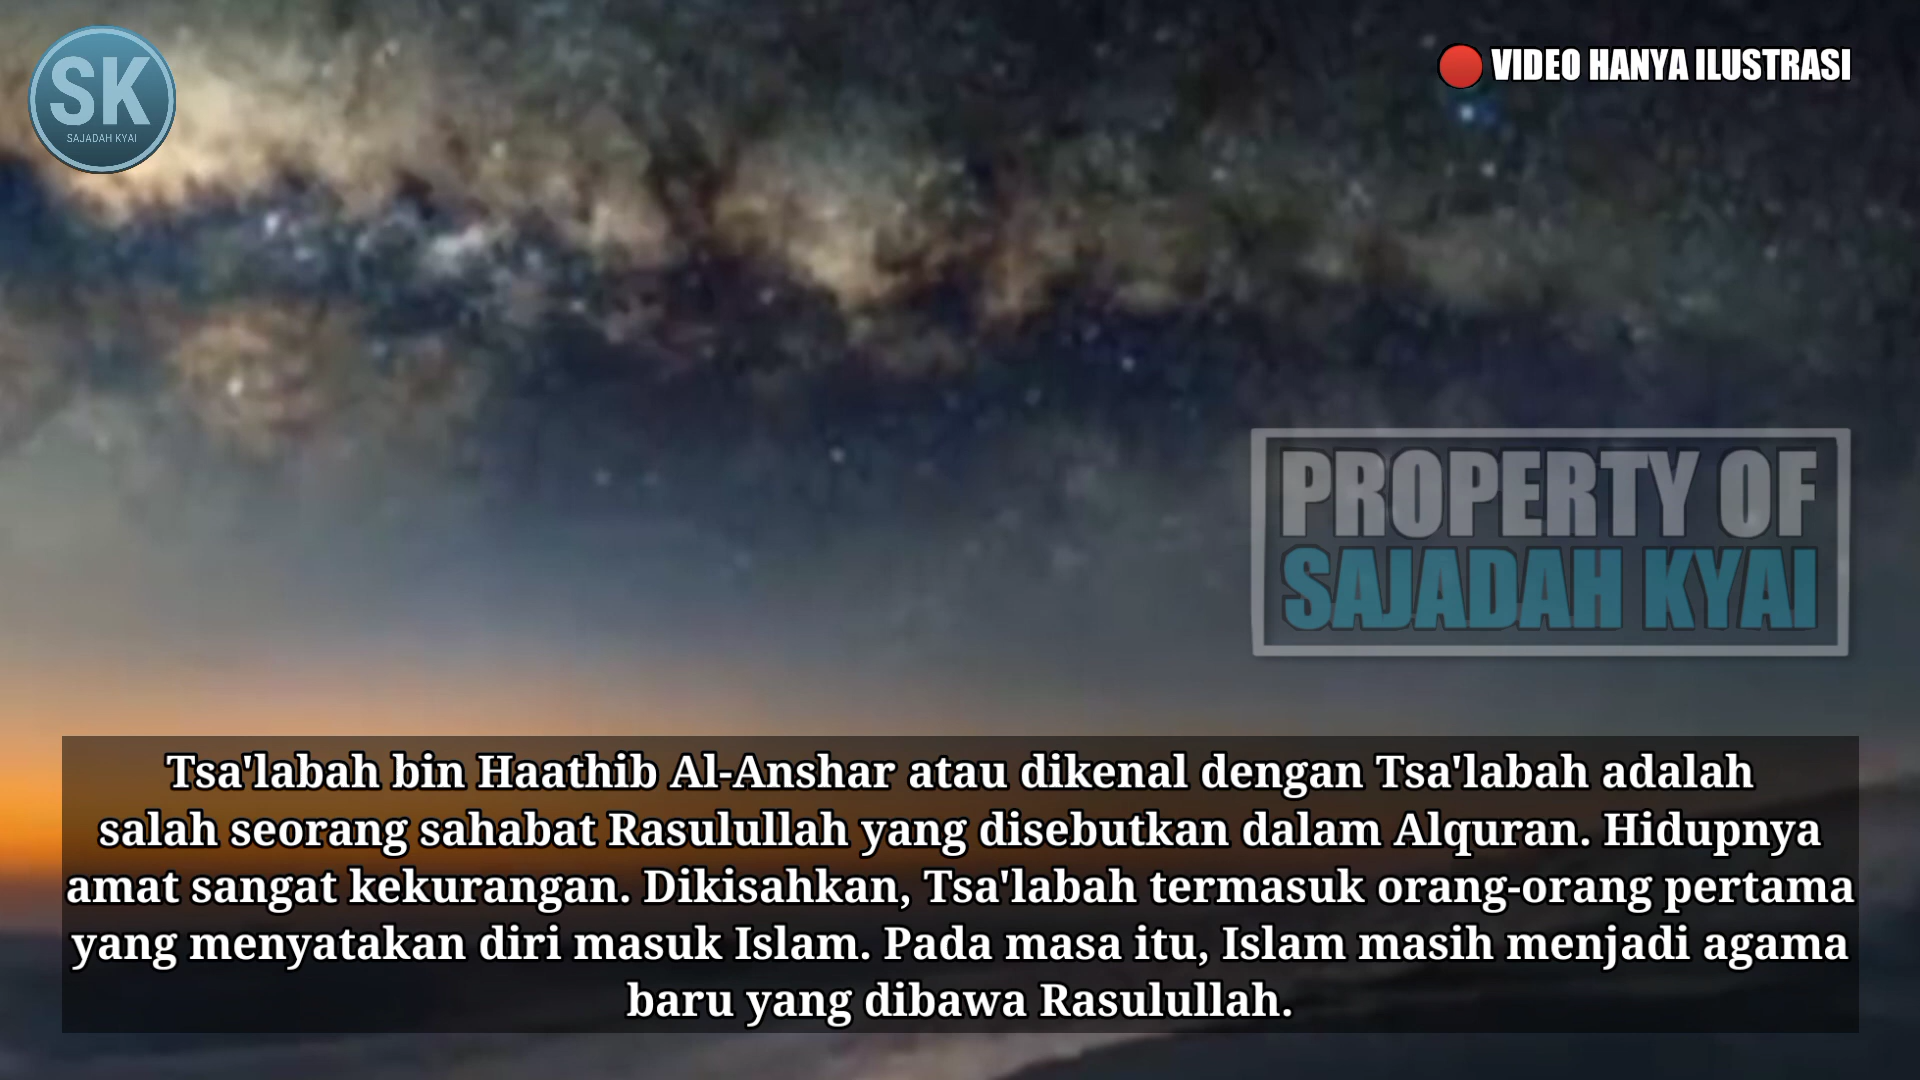 SK
SAJADAH KYAI
VIDEO HANYA ILUSTRASI
PROPERTY OF
SAJADAH KYAI
Tsa'labah bin Haathib Al-Anshar atau dikenal dengan Tsa'labah adalah
salah seorang sahabat Rasulullah yang disebutkan dalam Alquran. Hidupnya
amat sangat kekurangan. Dikisahkan, Tsa'labah termasuk orang-orang pertama
yang menyatakan diri masuk Islam. Pada masa itu, Islam masih menjadi agama
baru yang dibawa Rasulullah.